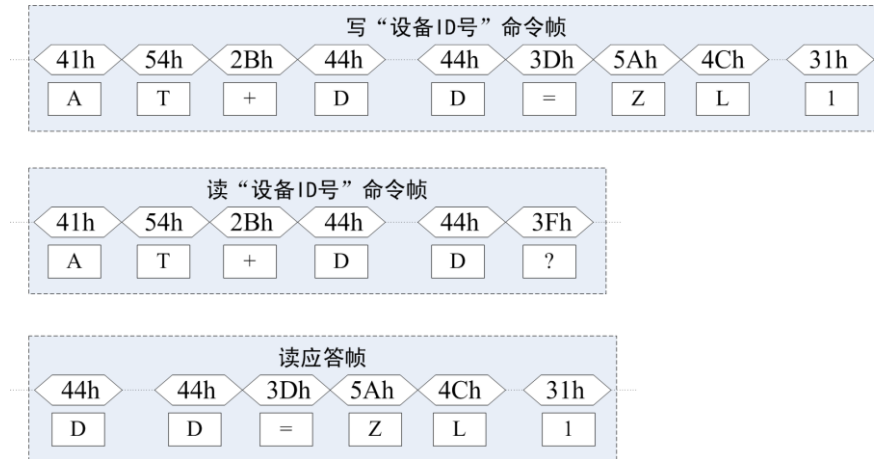 写“设备ID号”命令帧
41h 54h 2Bh 44h 44h 3Dh 5Ah 4Ch 31h
A T + D D = Z L 1
读“设备ID号”命令帧
41h 54h 2Bh 44h 44h 3Fh
A T + D D ?
读应答帧
44h 44h 3Dh 5Ah 4Ch 31h
D D = Z L 1